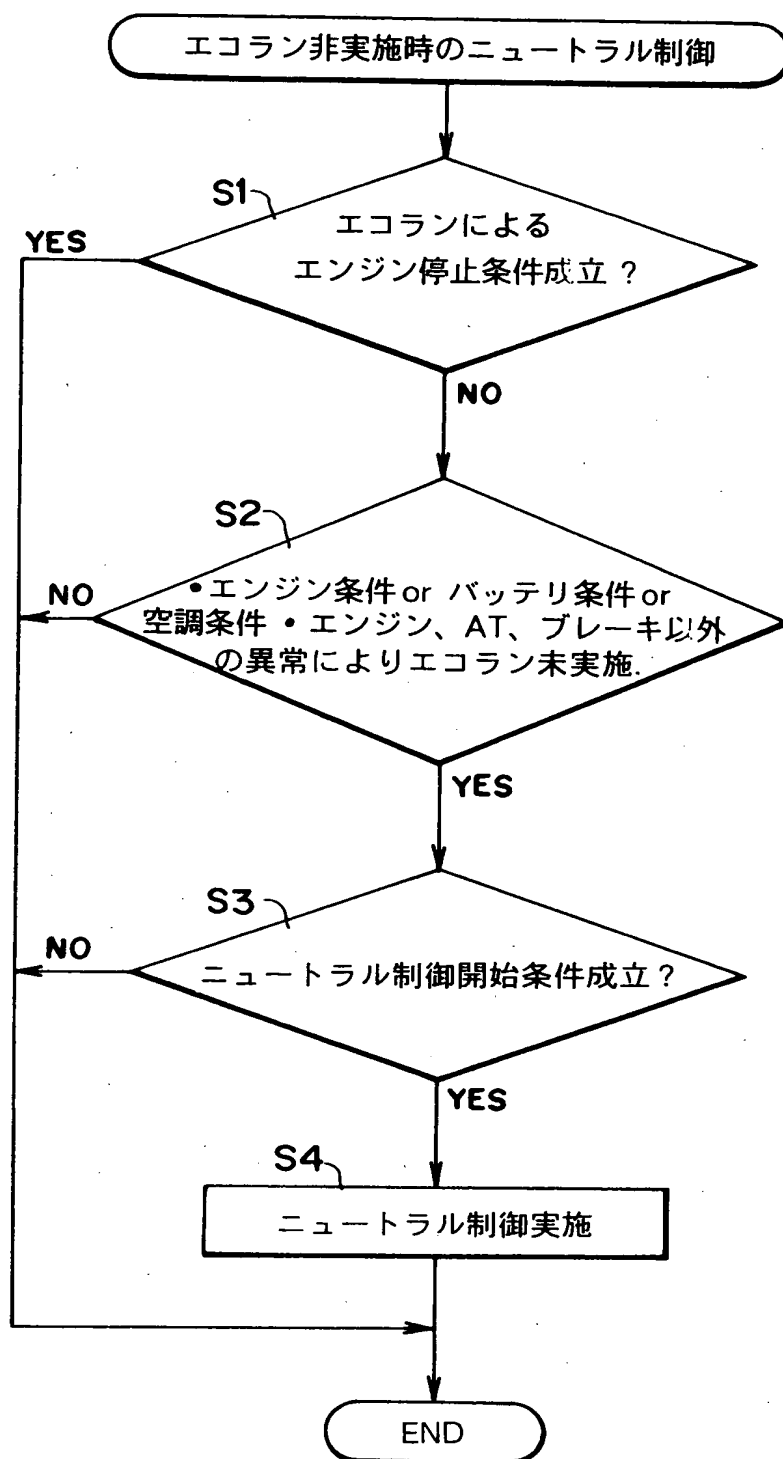 エコラン非実施時のニュートラル制御
S1
エコランによる
エンジン停止条件成立?
YES
NO
S2
•エンジン条件or バッテリ条件or
空調条件 •エンジン、AT、ブレーキ以外
の異常によりエコラン未実施.
NO
YES
S3
ニュートラル制御開始条件成立?
NO
YES
S4
ニュートラル制御実施
END